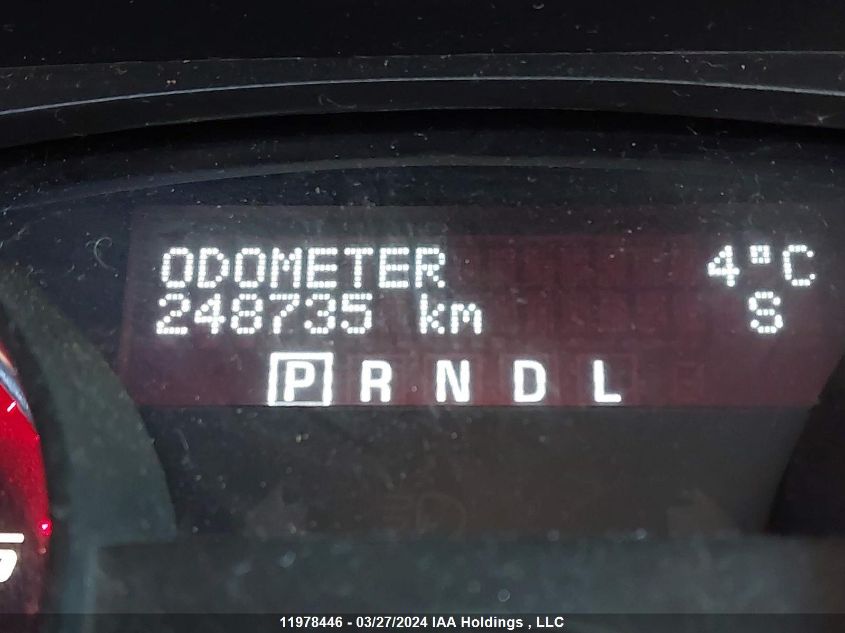 ODOMETER 4°C
248735 km S
P R N D L
11978446 - 03/27/2024 IAA Holdings , LLC